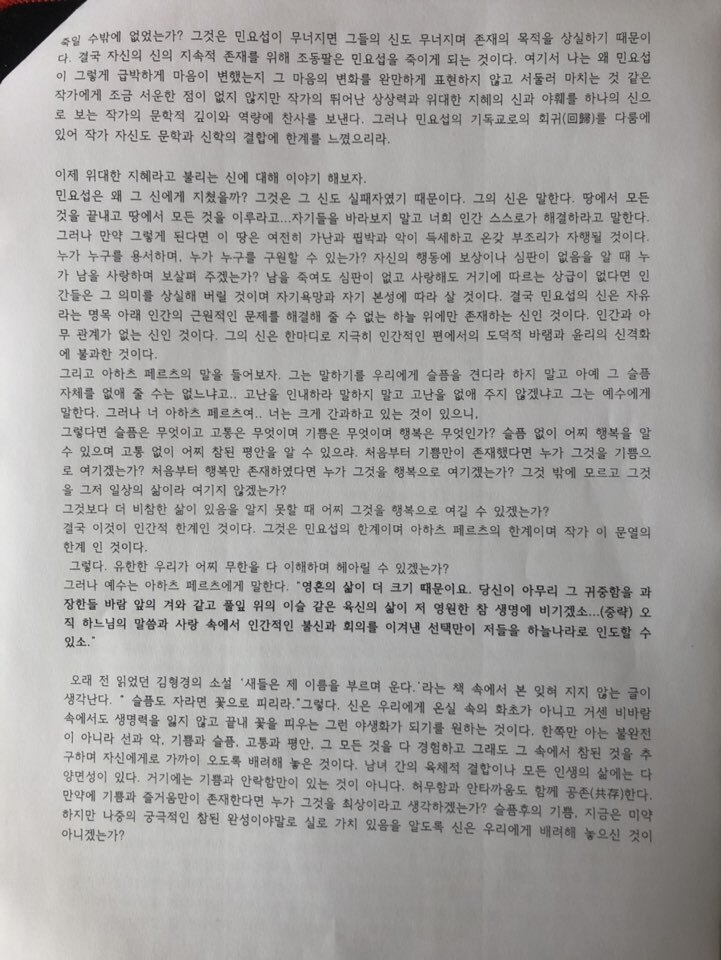 죽일 수밖에 없었는가? 그것은 민요섭이 무너지면 그들의 신도 무너지며 존재의 목적을 상실하기 때문이
다. 결국 자신의 신의 지속적 존재를 위해 조동팔은 민요섭을 죽이게 되는 것이다. 여기서 나는 왜 민요섭
이 그렇게 급박하게 마음이 변했는지 그 마음의 변화를 완만하게 표현하지 않고 서둘러 마치는 것 같은
작가에게 조금 서운한 점이 없지 않지만 작가의 뛰어난 상상력과 위대한 지혜의 신과 야훼를 하나의 신으
로 보는 작가의 문학적 깊이와 역량에 찬사를 보낸다. 그러나 민요섭의 기독교로의 회귀(回歸)를 다룸에
있어 작가 자신도 문학과 신학의 결합에 한계를 느꼈으리라.
이제 위대한 지혜라고 불리는 신에 대해 이야기 해보자.
민요섭은 왜 그 신에게 지쳤을까? 그것은 그 신도 실패자였기 때문이다. 그의 신은 말한다. 땅에서 모든
것을 끝내고 땅에서 모든 것을 이루라고...자기들을 바라보지 말고 너희 인간 스스로가 해결하라고 말한다.
그러나 만약 그렇게 된다면 이 땅은 여전히 가난과 핍박과 악이 득세하고 온갖 부조리가 자행될 것이다.
누가 누구를 용서하며, 누가 누구를 구원할 수 있는가? 자신의 행동에 보상이나 심판이 없음을 알 때 누
가 남을 사랑하며 보살펴 주겠는가? 남을 죽여도 심판이 없고 사랑해도 거기에 따르는 상급이 없다면 인
간들은 그 의미를 상실해 버릴 것이며 자기욕망과 자기 본성에 따라 살 것이다. 결국 민요섭의 신은 자유
라는 명목 아래 인간의 근원적인 문제를 해결해 줄 수 없는 하늘 위에만 존재하는 신인 것이다. 인간과 아
무 관계가 없는 신인 것이다. 그의 신은 한마디로 지극히 인간적인 편에서의 도덕적 바램과 윤리의 신격화
에 불과한 것이다.
그리고 아하츠 페르츠의 말을 들어보자. 그는 말하기를 우리에게 슬픔을 견디라 하지 말고 아예 그 슬픔
자체를 없애 줄 수는 없느냐고.. 고난을 인내하라 말하지 말고 고난을 없애 주지 않겠냐고 그는 예수에게
말한다. 그러나 너 아하츠 페르츠여.. 너는 크게 간과하고 있는 것이 있으니,
그렇다면 슬픔은 무엇이고 고통은 무엇이며 기쁨은 무엇이며 행복은 무엇인가? 슬픔 없이 어찌 행복을 알
수 있으며 고통 없이 어찌 참된 평안을 알 수 있으랴. 처음부터 기쁨만이 존재했다면 누가 그것을 기쁨으
로 여기겠는가? 처음부터 행복만 존재하였다면 누가 그것을 행복으로 여기겠는가? 그것 밖에 모르고 그것
을 그저 일상의 삶이라 여기지 않겠는가?
그것보다 더 비참한 삶이 있음을 알지 못할 때 어찌 그것을 행복으로 여길 수 있겠는가?
결국 이것이 인간적 한계인 것이다. 그것은 민요섭의 한계이며 아하츠 페르츠의 한계이며 작가 이 문열의
한계 인 것이다.
그렇다. 유한한 우리가 어찌 무한을 다 이해하며 헤아릴 수 있겠는가?
그러나 예수는 아하츠 페르츠에게 말한다. "영혼의 삶이 더 크기 때문이요. 당신이 아무리 그 귀중함을 과
장한들 바람 앞의 겨와 같고 풀잎 위의 이슬 같은 육신의 삶이 저 영원한 참 생명에 비기겠소...(중략) 오
직 하느님의 말씀과 사랑 속에서 인간적인 불신과 회의를 이겨낸 선택만이 저들을 하늘나라로 인도할 수
있소."
오래 전 읽었던 김형경의 소설 '새들은 제 이름을 부르며 운다.'라는 책 속에서 본 잊혀 지지 않는 글이
생각난다. " 슬픔도 자라면 꽃으로 피리라."그렇다. 신은 우리에게 온실 속의 화초가 아니고 거센 비바람
속에서도 생명력을 잃지 않고 끝내 꽃을 피우는 그런 야생화가 되기를 원하는 것이다. 한쪽만 아는 불완전
이 아니라 선과 악, 기쁨과 슬픔, 고통과 평안, 그 모든 것을 다 경험하고 그래도 그 속에서 참된 것을 추
구하며 자신에게로 가까이 오도록 배려해 놓은 것이다. 남녀 간의 육체적 결합이나 모든 인생의 삶에는 다
양면성이 있다. 거기에는 기쁨과 안락함만이 있는 것이 아니다. 허무함과 안타까움도 함께 공존(共存)한다.
만약에 기쁨과 즐거움만이 존재한다면 누가 그것을 최상이라고 생각하겠는가? 슬픔후의 기쁨, 지금은 미약
하지만 나중의 궁극적인 참된 완성이야말로 실로 가치 있음을 알도록 신은 우리에게 배려해 놓으신 것이
아니겠는가?